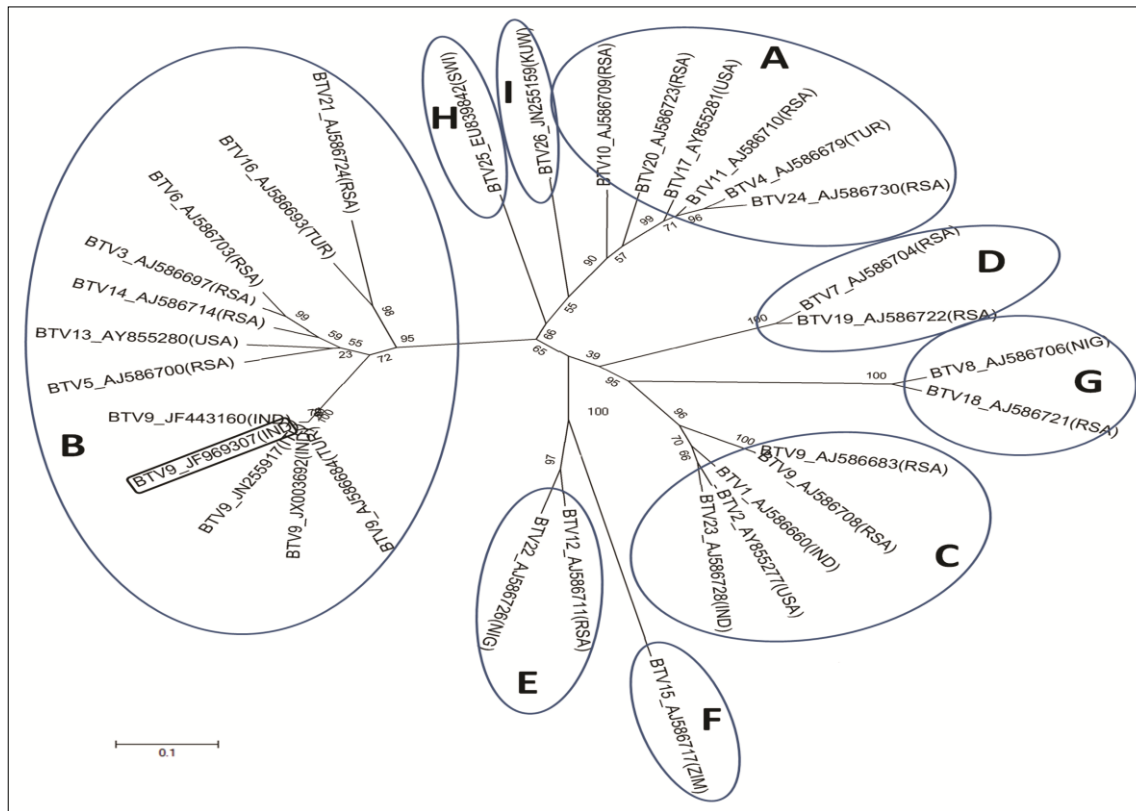 A
B
C
D
E
F
G
H
I
BTV21_AJ586724(RSA)
BTV16_AJ586693(TUR)
BTV6_AJ586703(RSA)
BTV3_AJ586697(RSA)
BTV14_AJ586714(RSA)
BTV13_AY855280(USA)
BTV5_AJ586700(RSA)
BTV9_JF443160(IND)
BTV9_JF969307(IND)
BTV9_JN255917
BTV9_JX003692(IND)
BTV9_AJ586684(TUR)
BTV25_EU839842(SWI)
BTV26_JN255159(KUW)
BTV10_AJ586709(RSA)
BTV20_AJ586723(RSA)
BTV17_AY855281(USA)
BTV11_AJ586710(RSA)
BTV4_AJ586679(TUR)
BTV24_AJ586730(RSA)
BTV7_AJ586704(RSA)
BTV19_AJ586722(RSA)
BTV8_AJ586706(NIG)
BTV18_AJ586721(RSA)
BTV9_AJ586683(RSA)
BTV9_AJ586708(RSA)
BTV1_AJ586660(IND)
BTV2_AY855277(USA)
BTV23_AJ586728(IND)
BTV15_AJ586717(ZIM)
BTV12_AJ586711(RSA)
BTV22_AJ586726(NIG)
98
95
72
99
59
55
23
100
66
65
55
90
57
99
71
96
100
39
95
100
96
100
70
66
100
97
0.1